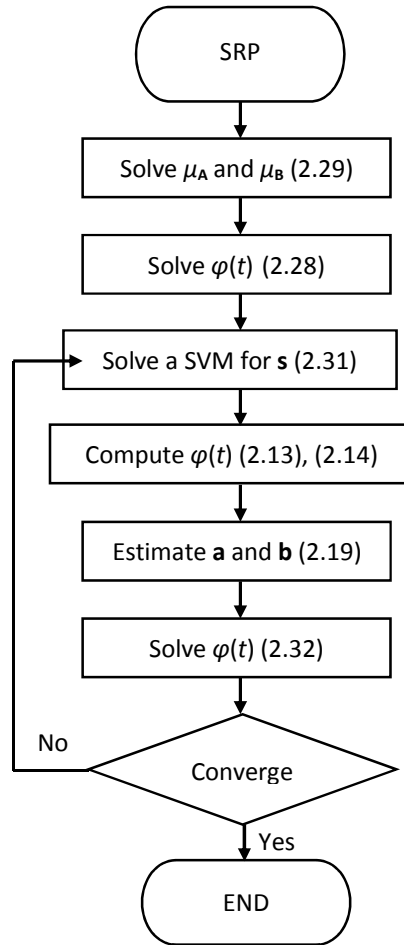 SRP
Solve μA and μB (2.29)
Solve φ(t) (2.28)
Solve a SVM for s (2.31)
Compute φ(t) (2.13), (2.14)
Estimate a and b (2.19)
Solve φ(t) (2.32)
No
Converge
Yes
END